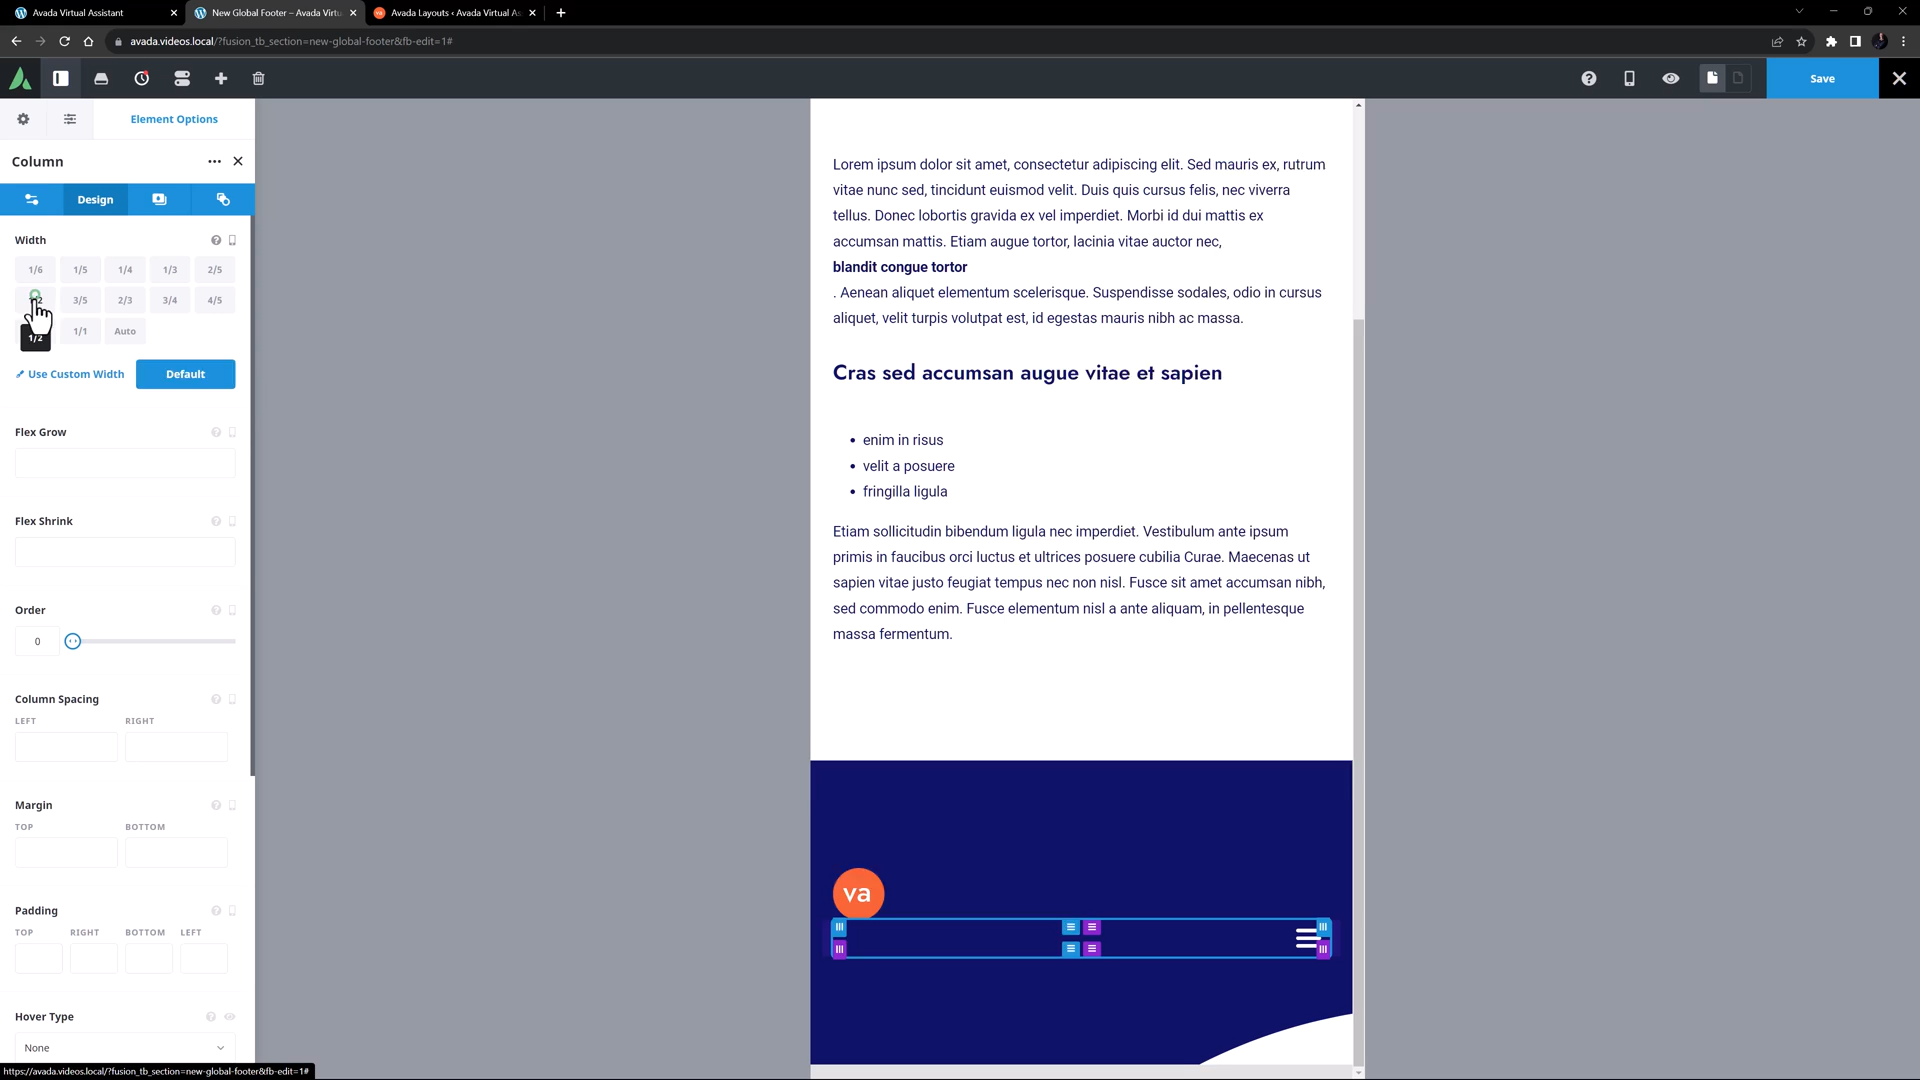 Avada Virtual Assistant
New Global Footer – Avada Virtu
Avada Layouts ‹ Avada Virtual As
avada.videos.local/?fusion_tb_section=new-global-footer&fb-edit=1#
Save
Element Options
Column
Design
Width
1/6
1/5
1/4
1/3
2/5
3/5
2/3
3/4
4/5
1/2
1/1
Auto
Use Custom Width
Default
Flex Grow
Flex Shrink
Order
0
Column Spacing
LEFT
RIGHT
Margin
TOP
BOTTOM
Padding
TOP
RIGHT
BOTTOM
LEFT
Hover Type
None
https://avada.videos.local/?fusion_tb_section=new-global-footer&fb-edit=1#
Lorem ipsum dolor sit amet, consectetur adipiscing elit. Sed mauris ex, rutrum
vitae nunc sed, tincidunt euismod velit. Duis quis cursus felis, nec viverra
tellus. Donec lobortis gravida ex vel imperdiet. Morbi id dui mattis ex
accumsan mattis. Etiam augue tortor, lacinia vitae auctor nec,
blandit congue tortor
. Aenean aliquet elementum scelerisque. Suspendisse sodales, odio in cursus
aliquet, velit turpis volutpat est, id egestas mauris nibh ac massa.
Cras sed accumsan augue vitae et sapien
• enim in risus
• velit a posuere
• fringilla ligula
Etiam sollicitudin bibendum ligula nec imperdiet. Vestibulum ante ipsum
primis in faucibus orci luctus et ultrices posuere cubilia Curae. Maecenas ut
sapien vitae justo feugiat tempus nec non nisl. Fusce sit amet accumsan nibh,
sed commodo enim. Fusce elementum nisl a ante aliquam, in pellentesque
massa fermentum.
va